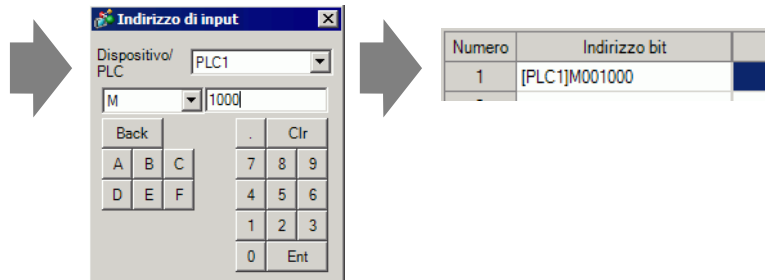 Indirizzo di input
Dispositivo/
PLC
PLC1
M 1000
Back . Clr
A B C 7 8 9
D E F 4 5 6
1 2 3
0 Ent
Numero Indirizzo bit
1 [PLC1]M001000